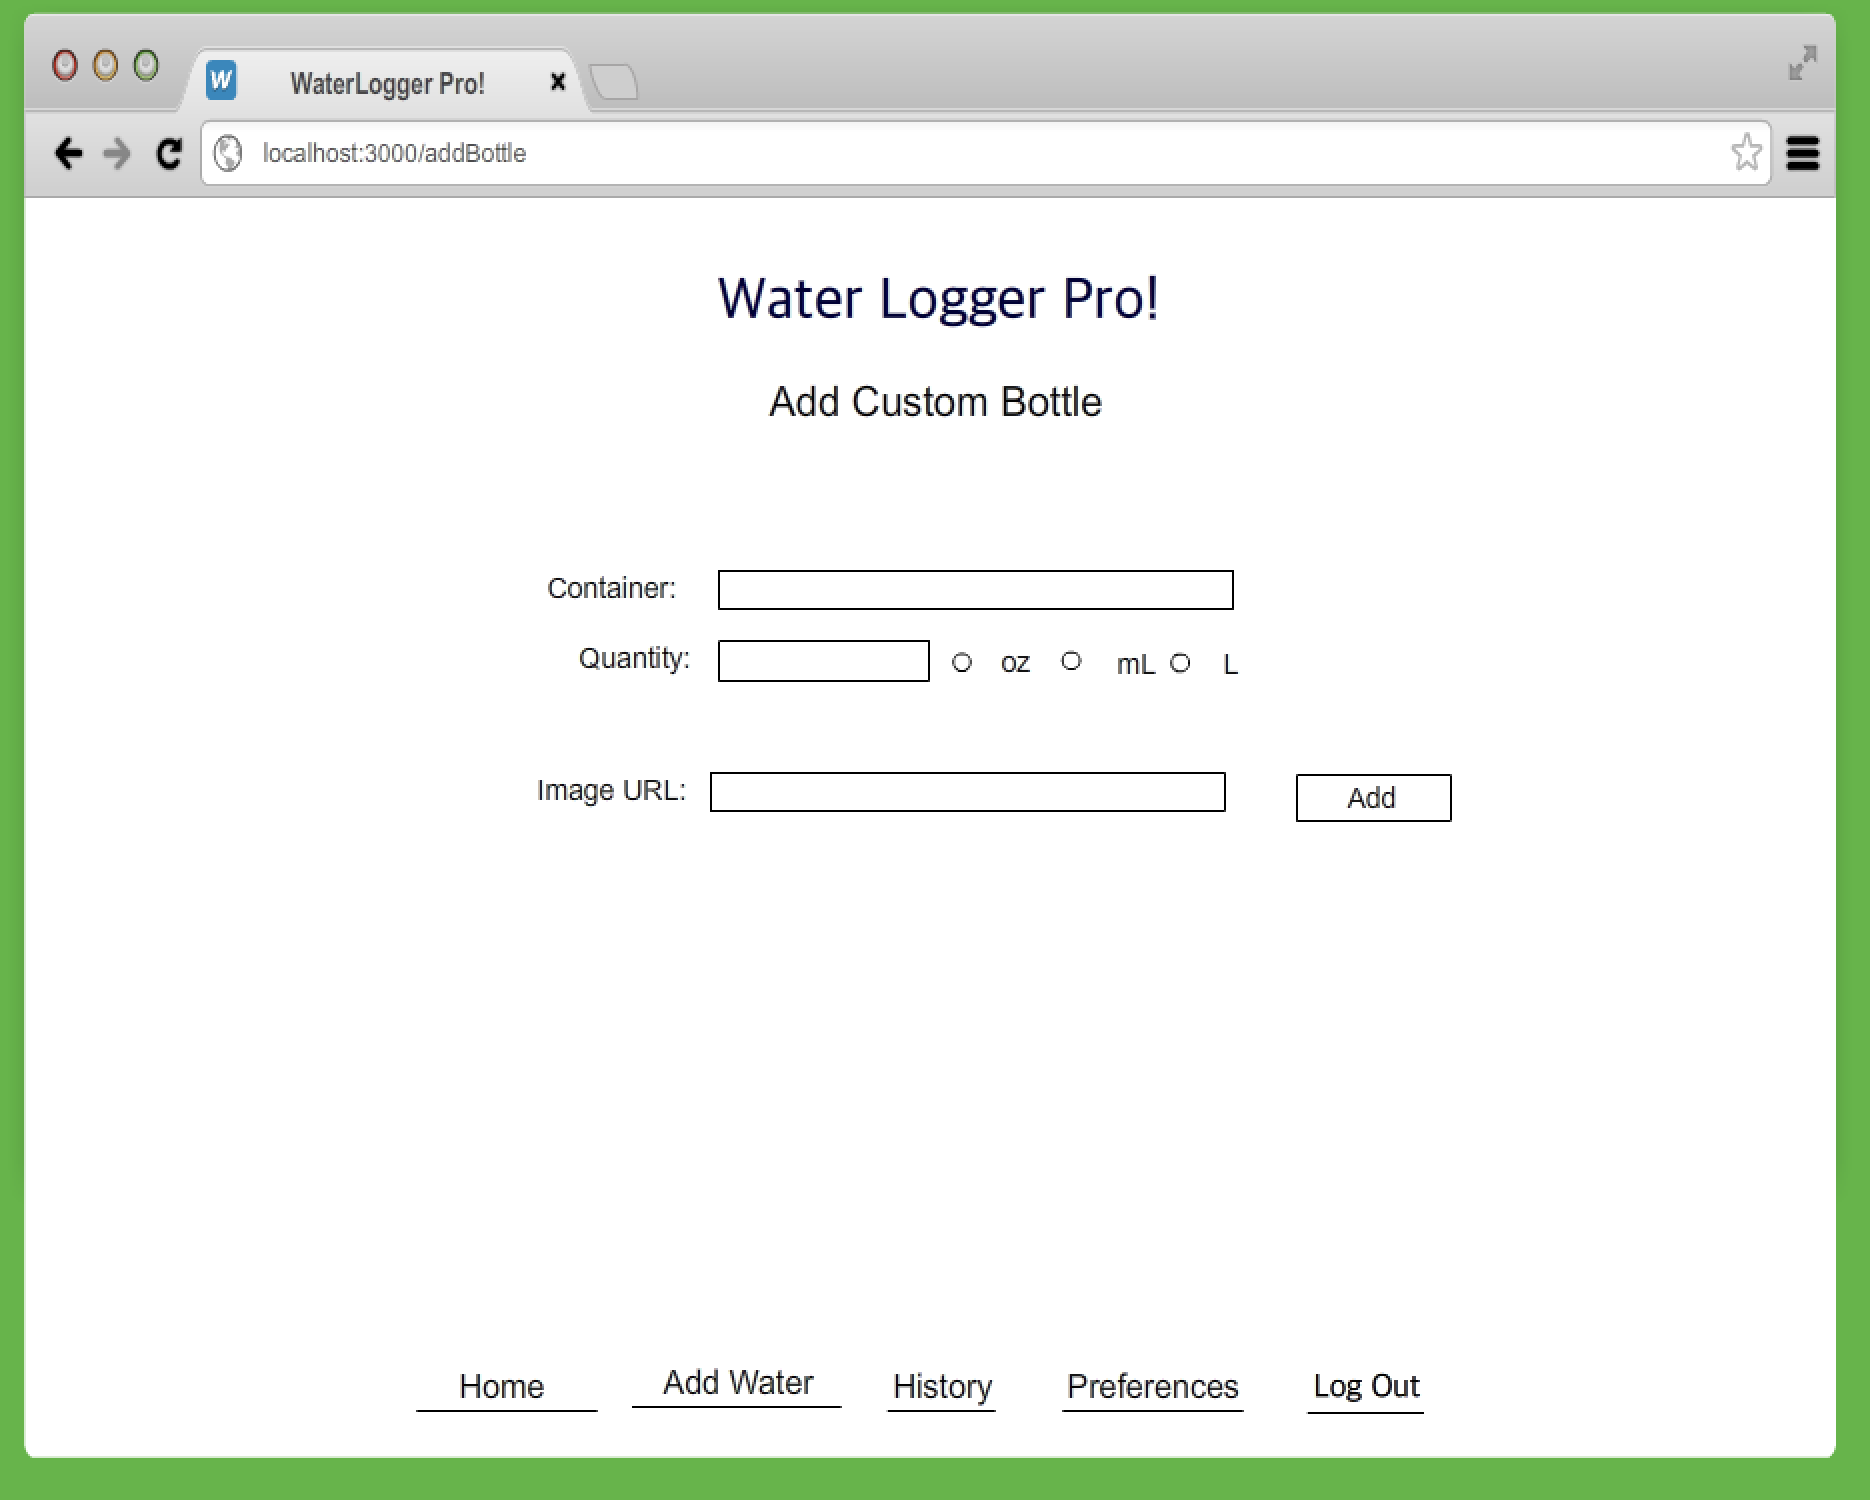 W WaterLogger Pro!
localhost:3000/addBottle
Water Logger Pro!
Add Custom Bottle
Container:
Quantity: oz mL L
Image URL: Add
Home Add Water History Preferences Log Out